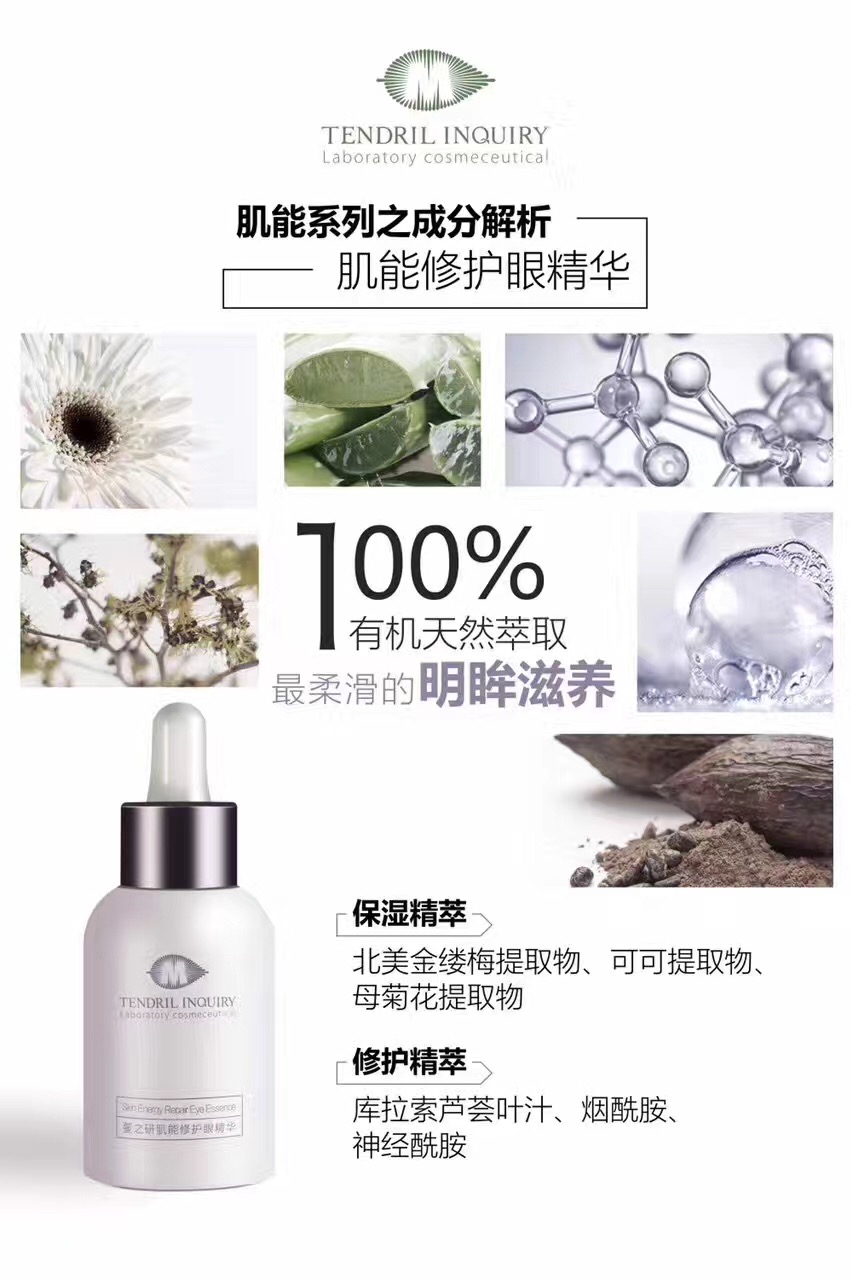 TENDRIL INQUIRY
Laboratory cosmeceutical
肌能系列之成分解析
肌能修护眼精华
100%
有机天然萃取
最柔滑的明眸滋养
保湿精萃
北美金缕梅提取物、可可提取物、
母菊花提取物
修护精萃
库拉索芦荟叶汁、烟酰胺、
神经酰胺
M
TENDRIL INQUIRY
Laboratory cosmeceutical
Skin Energy Repair Eye Essence
蔓之研肌能修护眼精华